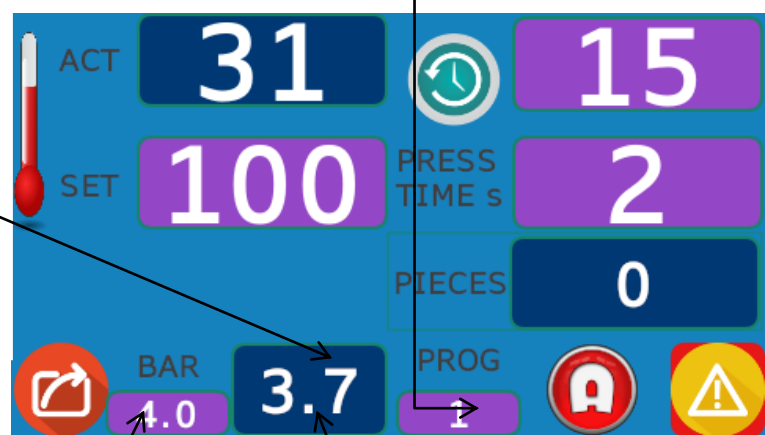 ACT 31 15
SET 100 PRESS TIME s 2
PIECES 0
BAR 4.0 3.7 PROG 1 A